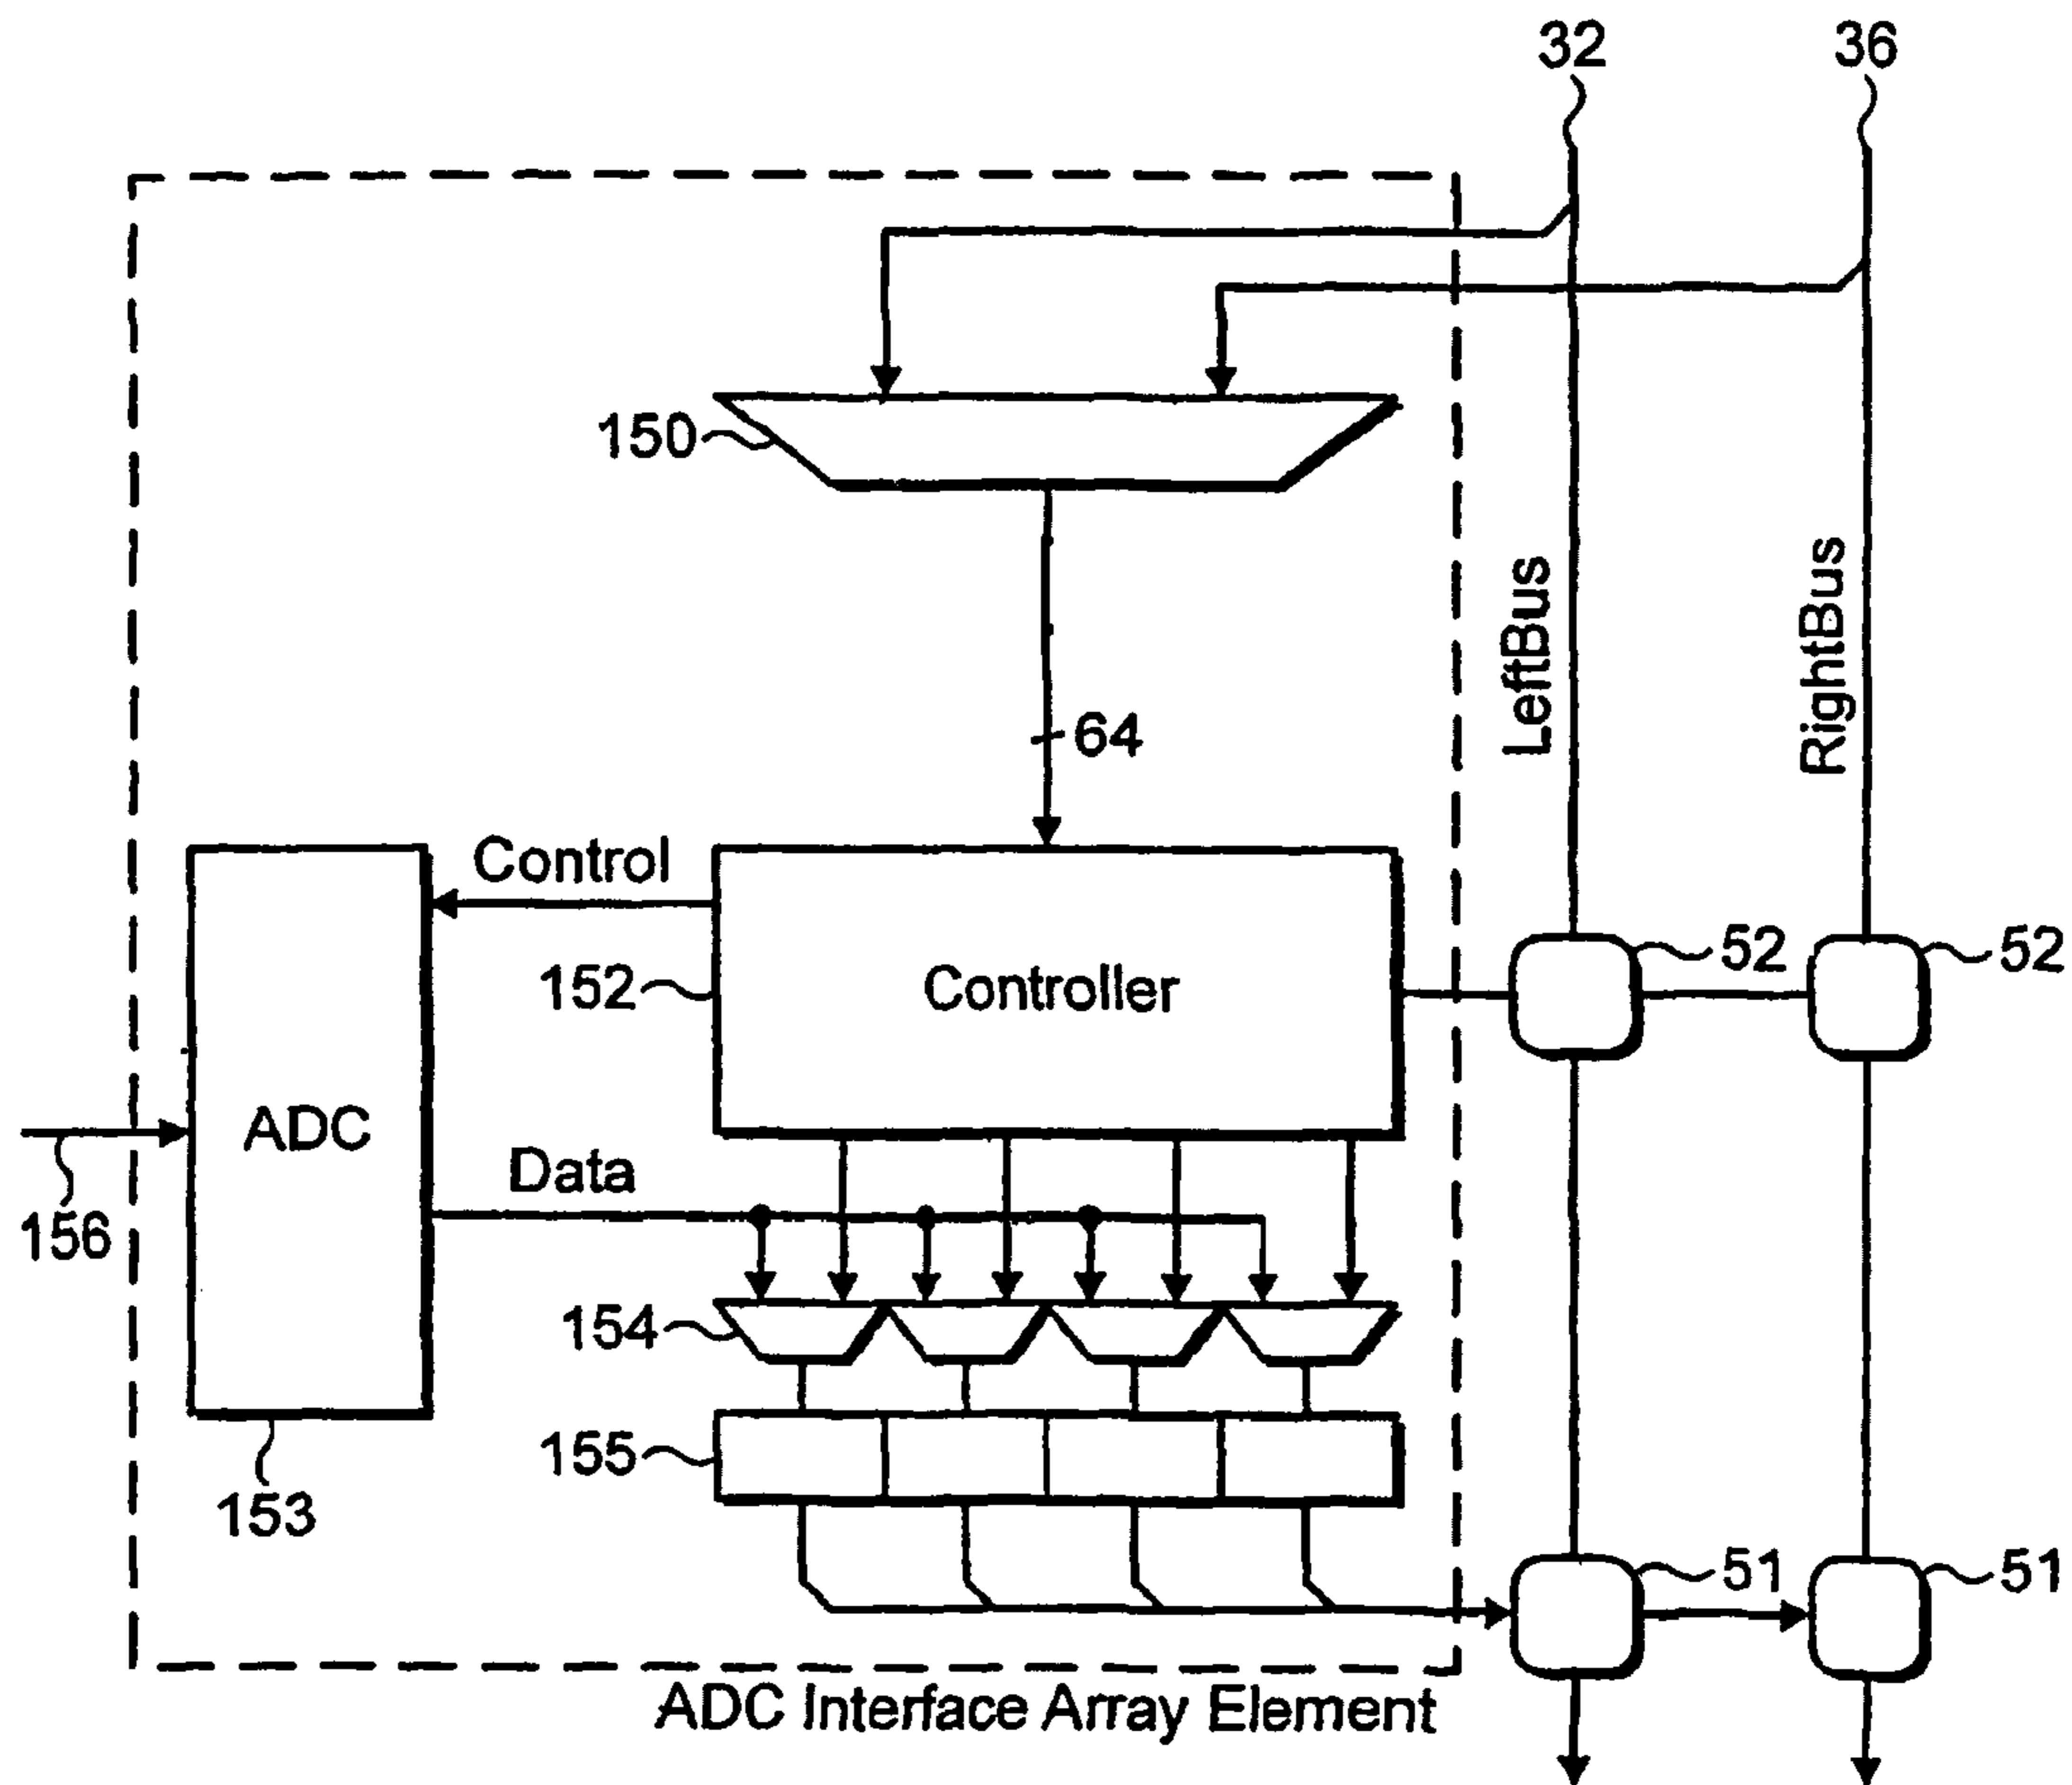 32
36
150
LeftBus
RightBus
64
Control
152
Controller
52
52
ADC
Data
156
154
155
153
51
51
ADC Interface Array Element